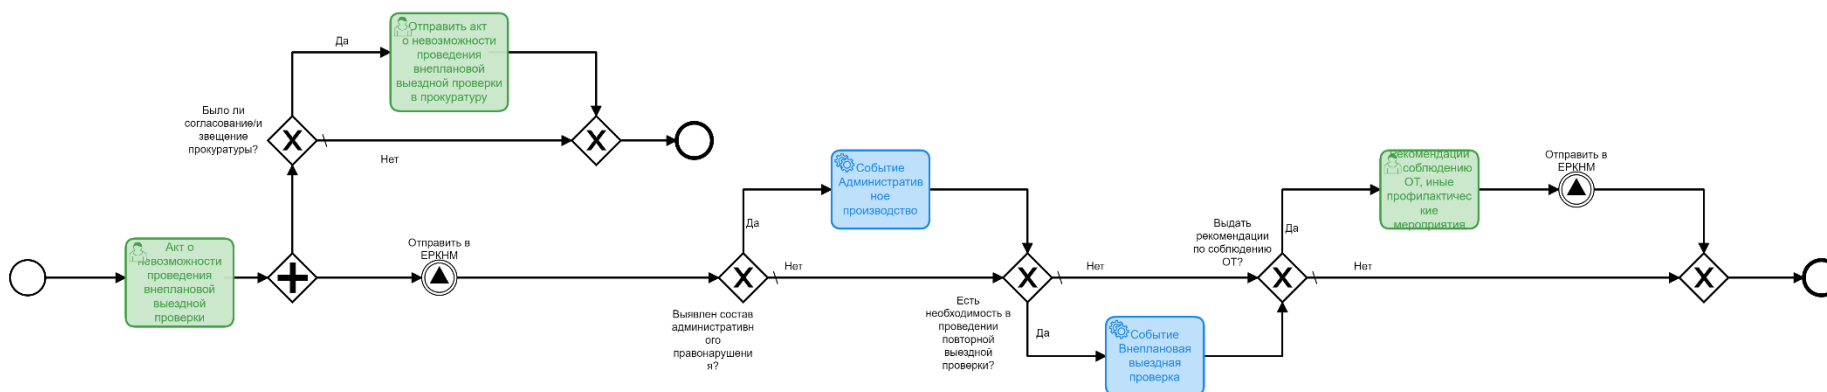 Отправить акт
о невозможности
проведения
внеплановой
выездной проверки
в прокуратуру
Да
Было ли
согласование/и
звещение
прокуратуры?
Нет
Акт о
невозможности
проведения
внеплановой
выездной
проверки
Отправить в
ЕРКНМ
Выявлен состав
административн
ого
правонарушени
я?
Да
Нет
Событие
Административ
ное
производство
Есть
необходимость в
проведении
повторной
выездной
проверки?
Нет
Да
Событие
Внеплановая
выездная
проверка
Выдать
рекомендации
по соблюдению
ОТ?
Да
Нет
Рекомендации
соблюдению
ОТ, иные
профилактичес
кие
мероприятия
Отправить в
ЕРКНМ